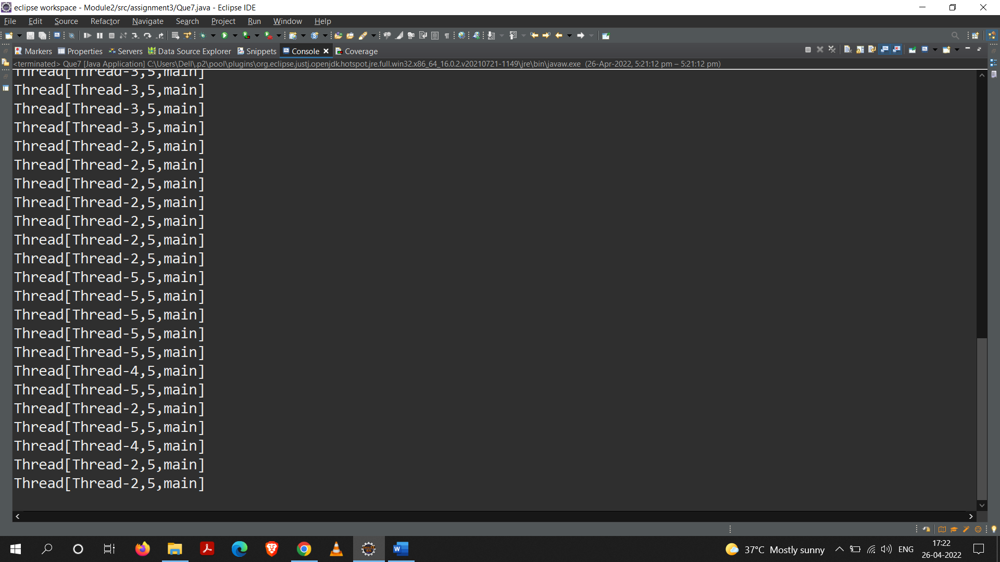 eclipse workspace - Module2/src/assignment3/Que7.java - Eclipse IDE
File Edit Source Refactor Navigate Search Project Run Window Help
Markers Properties Servers Data Source Explorer Snippets Console Coverage
<terminated> Que7 [Java Application] C:\Users\Dell\.p2\pool\plugins\org.eclipse.justj.openjdk.hotspot.jre.full.win32.x86_64_16.0.2.v20210721-1149\jre\bin\javaw.exe (26-Apr-2022, 5:21:12 pm – 5:21:12 pm)
Thread[Thread-3,5,main]
Thread[Thread-3,5,main]
Thread[Thread-3,5,main]
Thread[Thread-3,5,main]
Thread[Thread-2,5,main]
Thread[Thread-2,5,main]
Thread[Thread-2,5,main]
Thread[Thread-2,5,main]
Thread[Thread-2,5,main]
Thread[Thread-2,5,main]
Thread[Thread-2,5,main]
Thread[Thread-5,5,main]
Thread[Thread-5,5,main]
Thread[Thread-5,5,main]
Thread[Thread-5,5,main]
Thread[Thread-5,5,main]
Thread[Thread-4,5,main]
Thread[Thread-5,5,main]
Thread[Thread-2,5,main]
Thread[Thread-5,5,main]
Thread[Thread-4,5,main]
Thread[Thread-2,5,main]
Thread[Thread-2,5,main]
37°C Mostly sunny ENG 17:22
26-04-2022